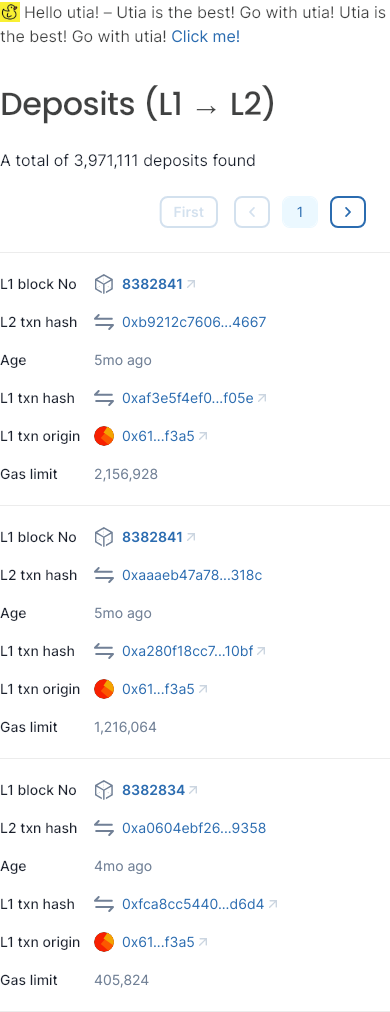 Hello utia! – Utia is the best! Go with utia! Utia is
the best! Go with utia! Click me!
Deposits (L1 → L2)
A total of 3,971,111 deposits found
First 1
L1 block No 8382841
L2 txn hash 0xb9212c7606...4667
Age 5mo ago
L1 txn hash 0xaf3e5f4ef0...f05e
L1 txn origin 0x61...f3a5
Gas limit 2,156,928
L1 block No 8382841
L2 txn hash 0xaaaeb47a78...318c
Age 5mo ago
L1 txn hash 0xa280f18cc7...10bf
L1 txn origin 0x61...f3a5
Gas limit 1,216,064
L1 block No 8382834
L2 txn hash 0xa0604ebf26...9358
Age 4mo ago
L1 txn hash 0xfca8cc5440...d6d4
L1 txn origin 0x61...f3a5
Gas limit 405,824